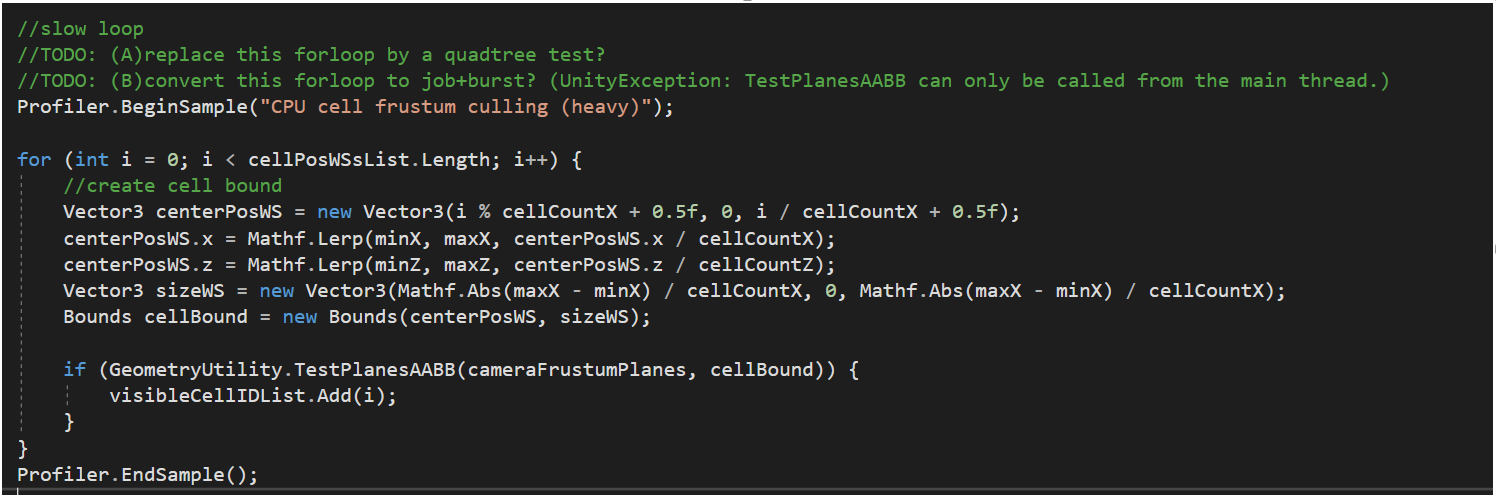 //slow loop
//TODO: (A)replace this forloop by a quadtree test?
//TODO: (B)convert this forloop to job+burst? (UnityException: TestPlanesAABB can only be called from the main thread.)
Profiler.BeginSample("CPU cell frustum culling (heavy)");
for (int i = 0; i < cellPosWSsList.Length; i++) {
//create cell bound
Vector3 centerPosWS = new Vector3(i % cellCountX + 0.5f, 0, i / cellCountX + 0.5f);
centerPosWS.x = Mathf.Lerp(minX, maxX, centerPosWS.x / cellCountX);
centerPosWS.z = Mathf.Lerp(minZ, maxZ, centerPosWS.z / cellCountZ);
Vector3 sizeWS = new Vector3(Mathf.Abs(maxX - minX) / cellCountX, 0, Mathf.Abs(maxX - minX) / cellCountX);
Bounds cellBound = new Bounds(centerPosWS, sizeWS);
if (GeometryUtility.TestPlanesAABB(cameraFrustumPlanes, cellBound)) {
visibleCellIDList.Add(i);
}
}
Profiler.EndSample();